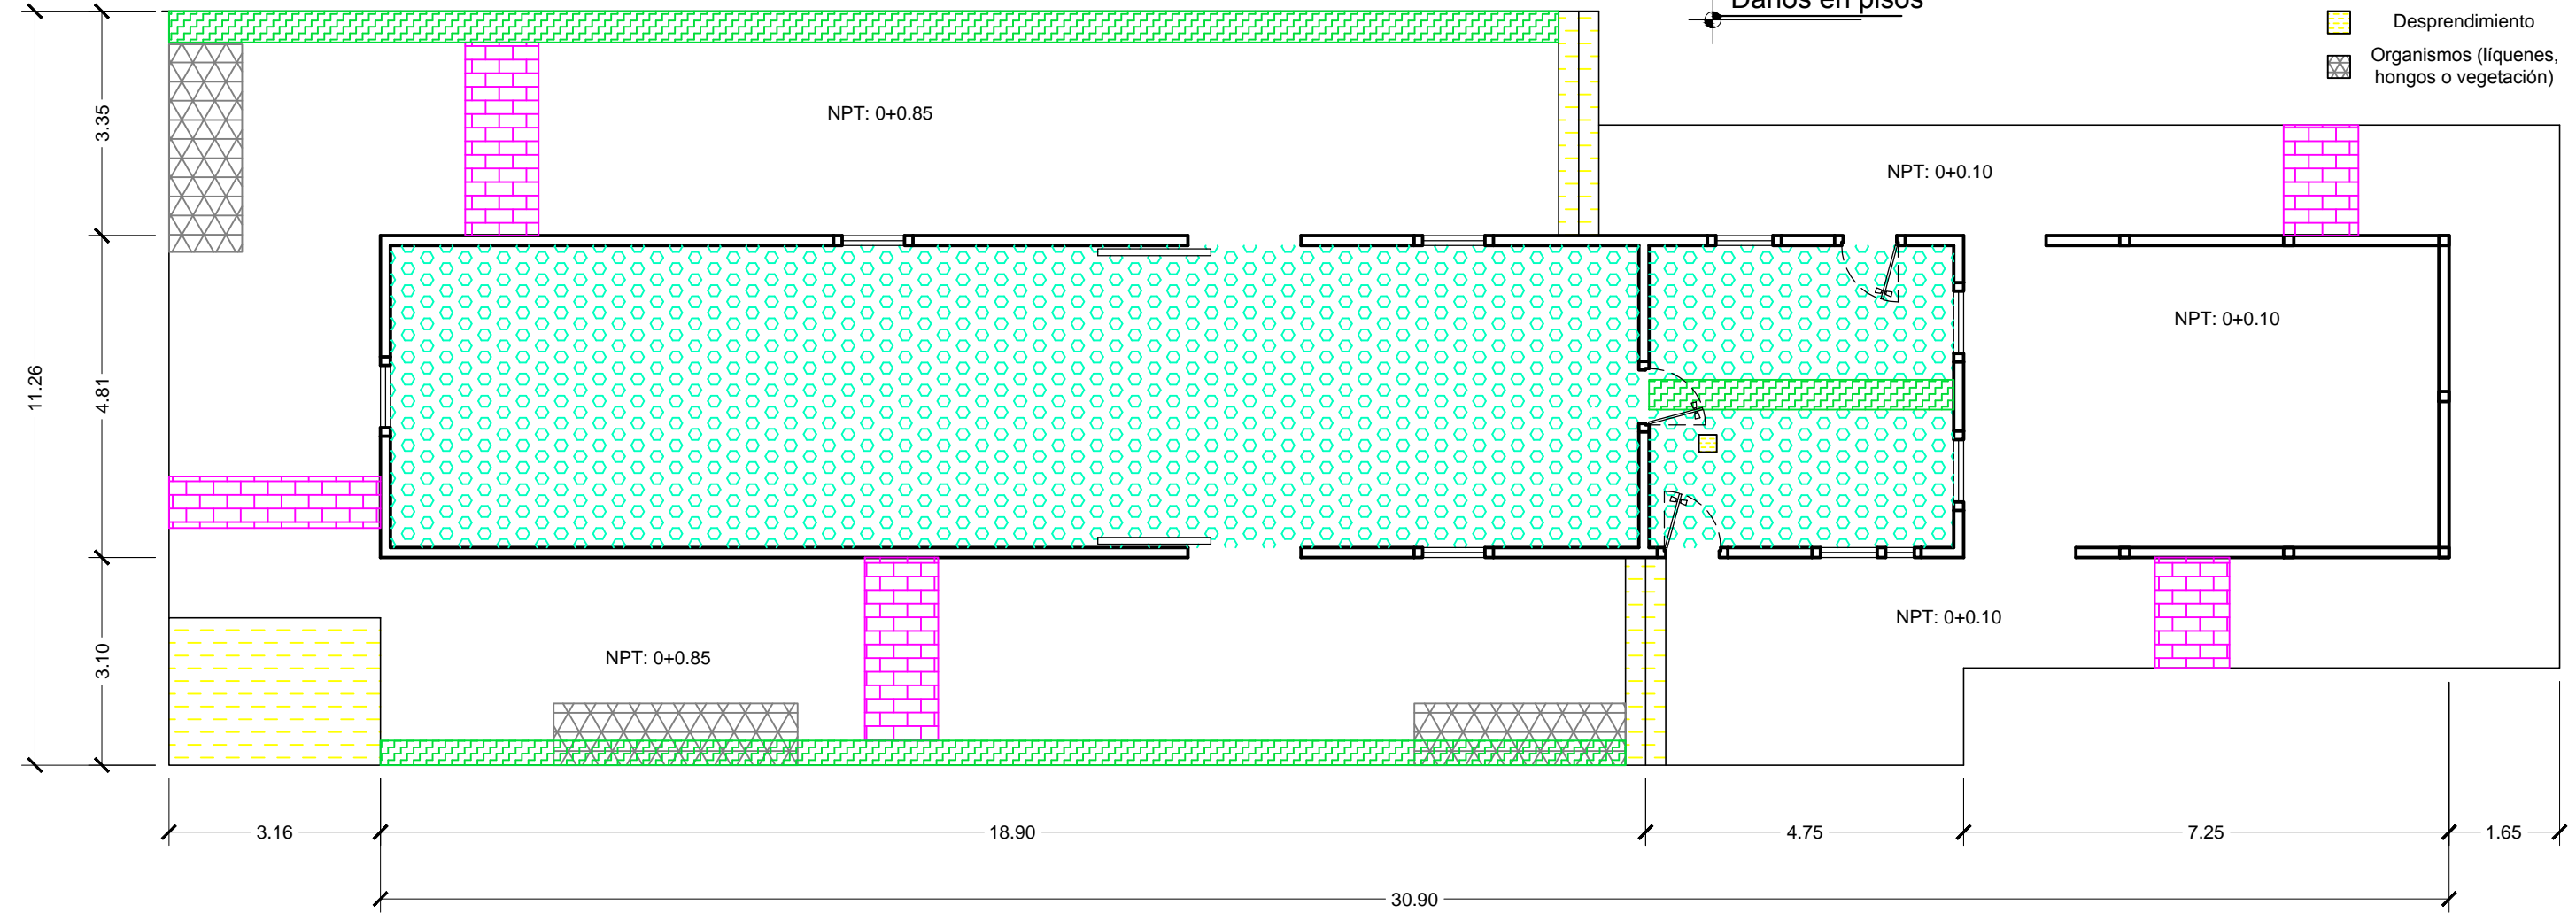 Daños en pisos
Desprendimiento
Organismos (líquenes,
hongos o vegetación)
NPT: 0+0.85
NPT: 0+0.10
NPT: 0+0.10
NPT: 0+0.10
NPT: 0+0.85
11.26
3.35
4.81
3.10
3.16
18.90
4.75
7.25
1.65
30.90